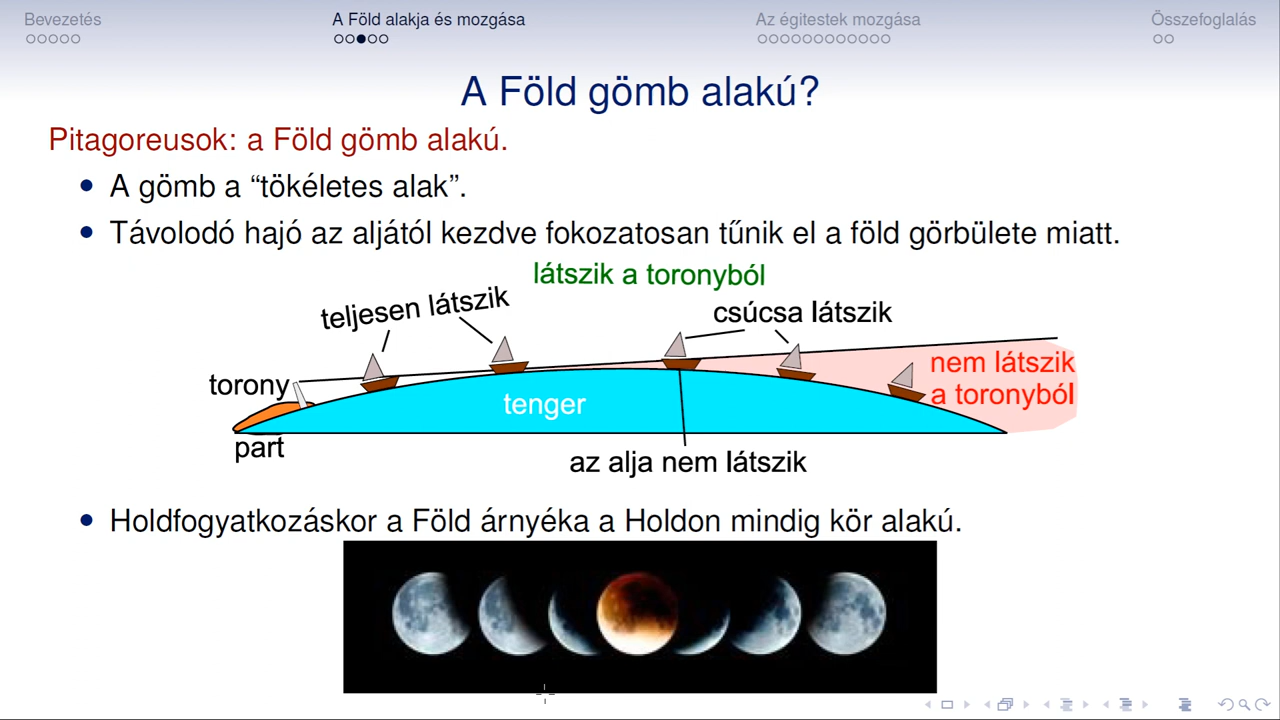 Bevezetés
A Föld alakja és mozgása
Az égitestek mozgása
Összefoglalás
A Föld gömb alakú?
Pitagoreusok: a Föld gömb alakú.
• A gömb a “tökéletes alak”.
• Távolodó hajó az aljától kezdve fokozatosan tűnik el a föld görbülete miatt.
látszik a toronyból
teljesen látszik
csúcsa látszik
nem látszik
a toronyból
torony
tenger
part
az alja nem látszik
• Holdfogyatkozáskor a Föld árnyéka a Holdon mindig kör alakú.